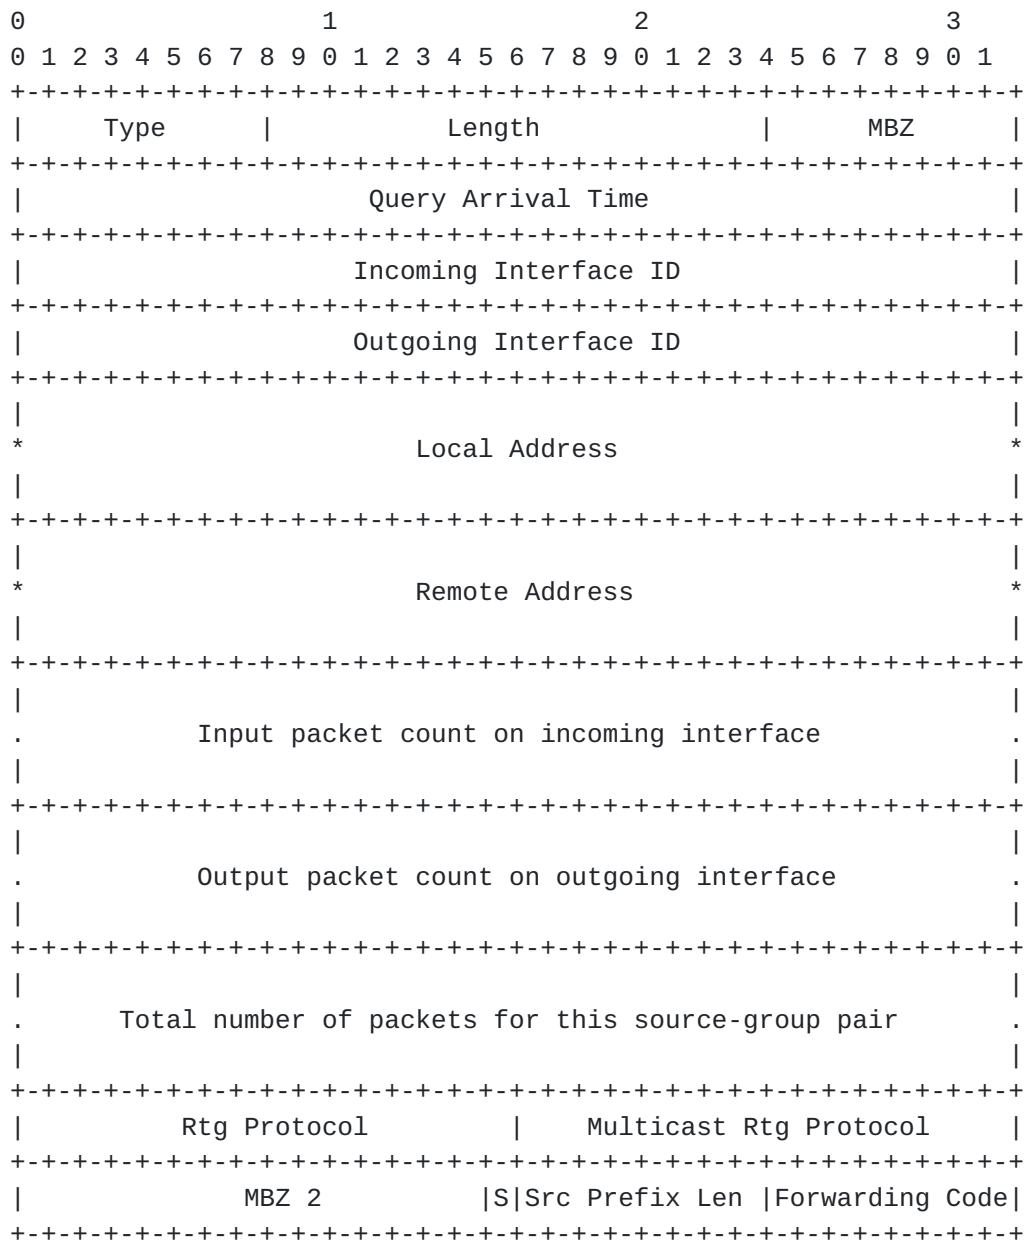 0                   1                   2                   3
0 1 2 3 4 5 6 7 8 9 0 1 2 3 4 5 6 7 8 9 0 1 2 3 4 5 6 7 8 9 0 1
+-+-+-+-+-+-+-+-+-+-+-+-+-+-+-+-+-+-+-+-+-+-+-+-+-+-+-+-+-+-+-+-+
|     Type      |           Length              |      MBZ      |
+-+-+-+-+-+-+-+-+-+-+-+-+-+-+-+-+-+-+-+-+-+-+-+-+-+-+-+-+-+-+-+-+
|                      Query Arrival Time                       |
+-+-+-+-+-+-+-+-+-+-+-+-+-+-+-+-+-+-+-+-+-+-+-+-+-+-+-+-+-+-+-+-+
|                     Incoming Interface ID                     |
+-+-+-+-+-+-+-+-+-+-+-+-+-+-+-+-+-+-+-+-+-+-+-+-+-+-+-+-+-+-+-+-+
|                     Outgoing Interface ID                     |
+-+-+-+-+-+-+-+-+-+-+-+-+-+-+-+-+-+-+-+-+-+-+-+-+-+-+-+-+-+-+-+-+
|                                                               |
*                         Local Address                         *
|                                                               |
+-+-+-+-+-+-+-+-+-+-+-+-+-+-+-+-+-+-+-+-+-+-+-+-+-+-+-+-+-+-+-+-+
|                                                               |
*                         Remote Address                        *
|                                                               |
+-+-+-+-+-+-+-+-+-+-+-+-+-+-+-+-+-+-+-+-+-+-+-+-+-+-+-+-+-+-+-+-+
|                                                               |
.           Input packet count on incoming interface            .
|                                                               |
+-+-+-+-+-+-+-+-+-+-+-+-+-+-+-+-+-+-+-+-+-+-+-+-+-+-+-+-+-+-+-+-+
|                                                               |
.           Output packet count on outgoing interface           .
|                                                               |
+-+-+-+-+-+-+-+-+-+-+-+-+-+-+-+-+-+-+-+-+-+-+-+-+-+-+-+-+-+-+-+-+
|                                                               |
.      Total number of packets for this source-group pair       .
|                                                               |
+-+-+-+-+-+-+-+-+-+-+-+-+-+-+-+-+-+-+-+-+-+-+-+-+-+-+-+-+-+-+-+-+
|          Rtg Protocol         |    Multicast Rtg Protocol     |
+-+-+-+-+-+-+-+-+-+-+-+-+-+-+-+-+-+-+-+-+-+-+-+-+-+-+-+-+-+-+-+-+
|              MBZ 2          |S|Src Prefix Len |Forwarding Code|
+-+-+-+-+-+-+-+-+-+-+-+-+-+-+-+-+-+-+-+-+-+-+-+-+-+-+-+-+-+-+-+-+